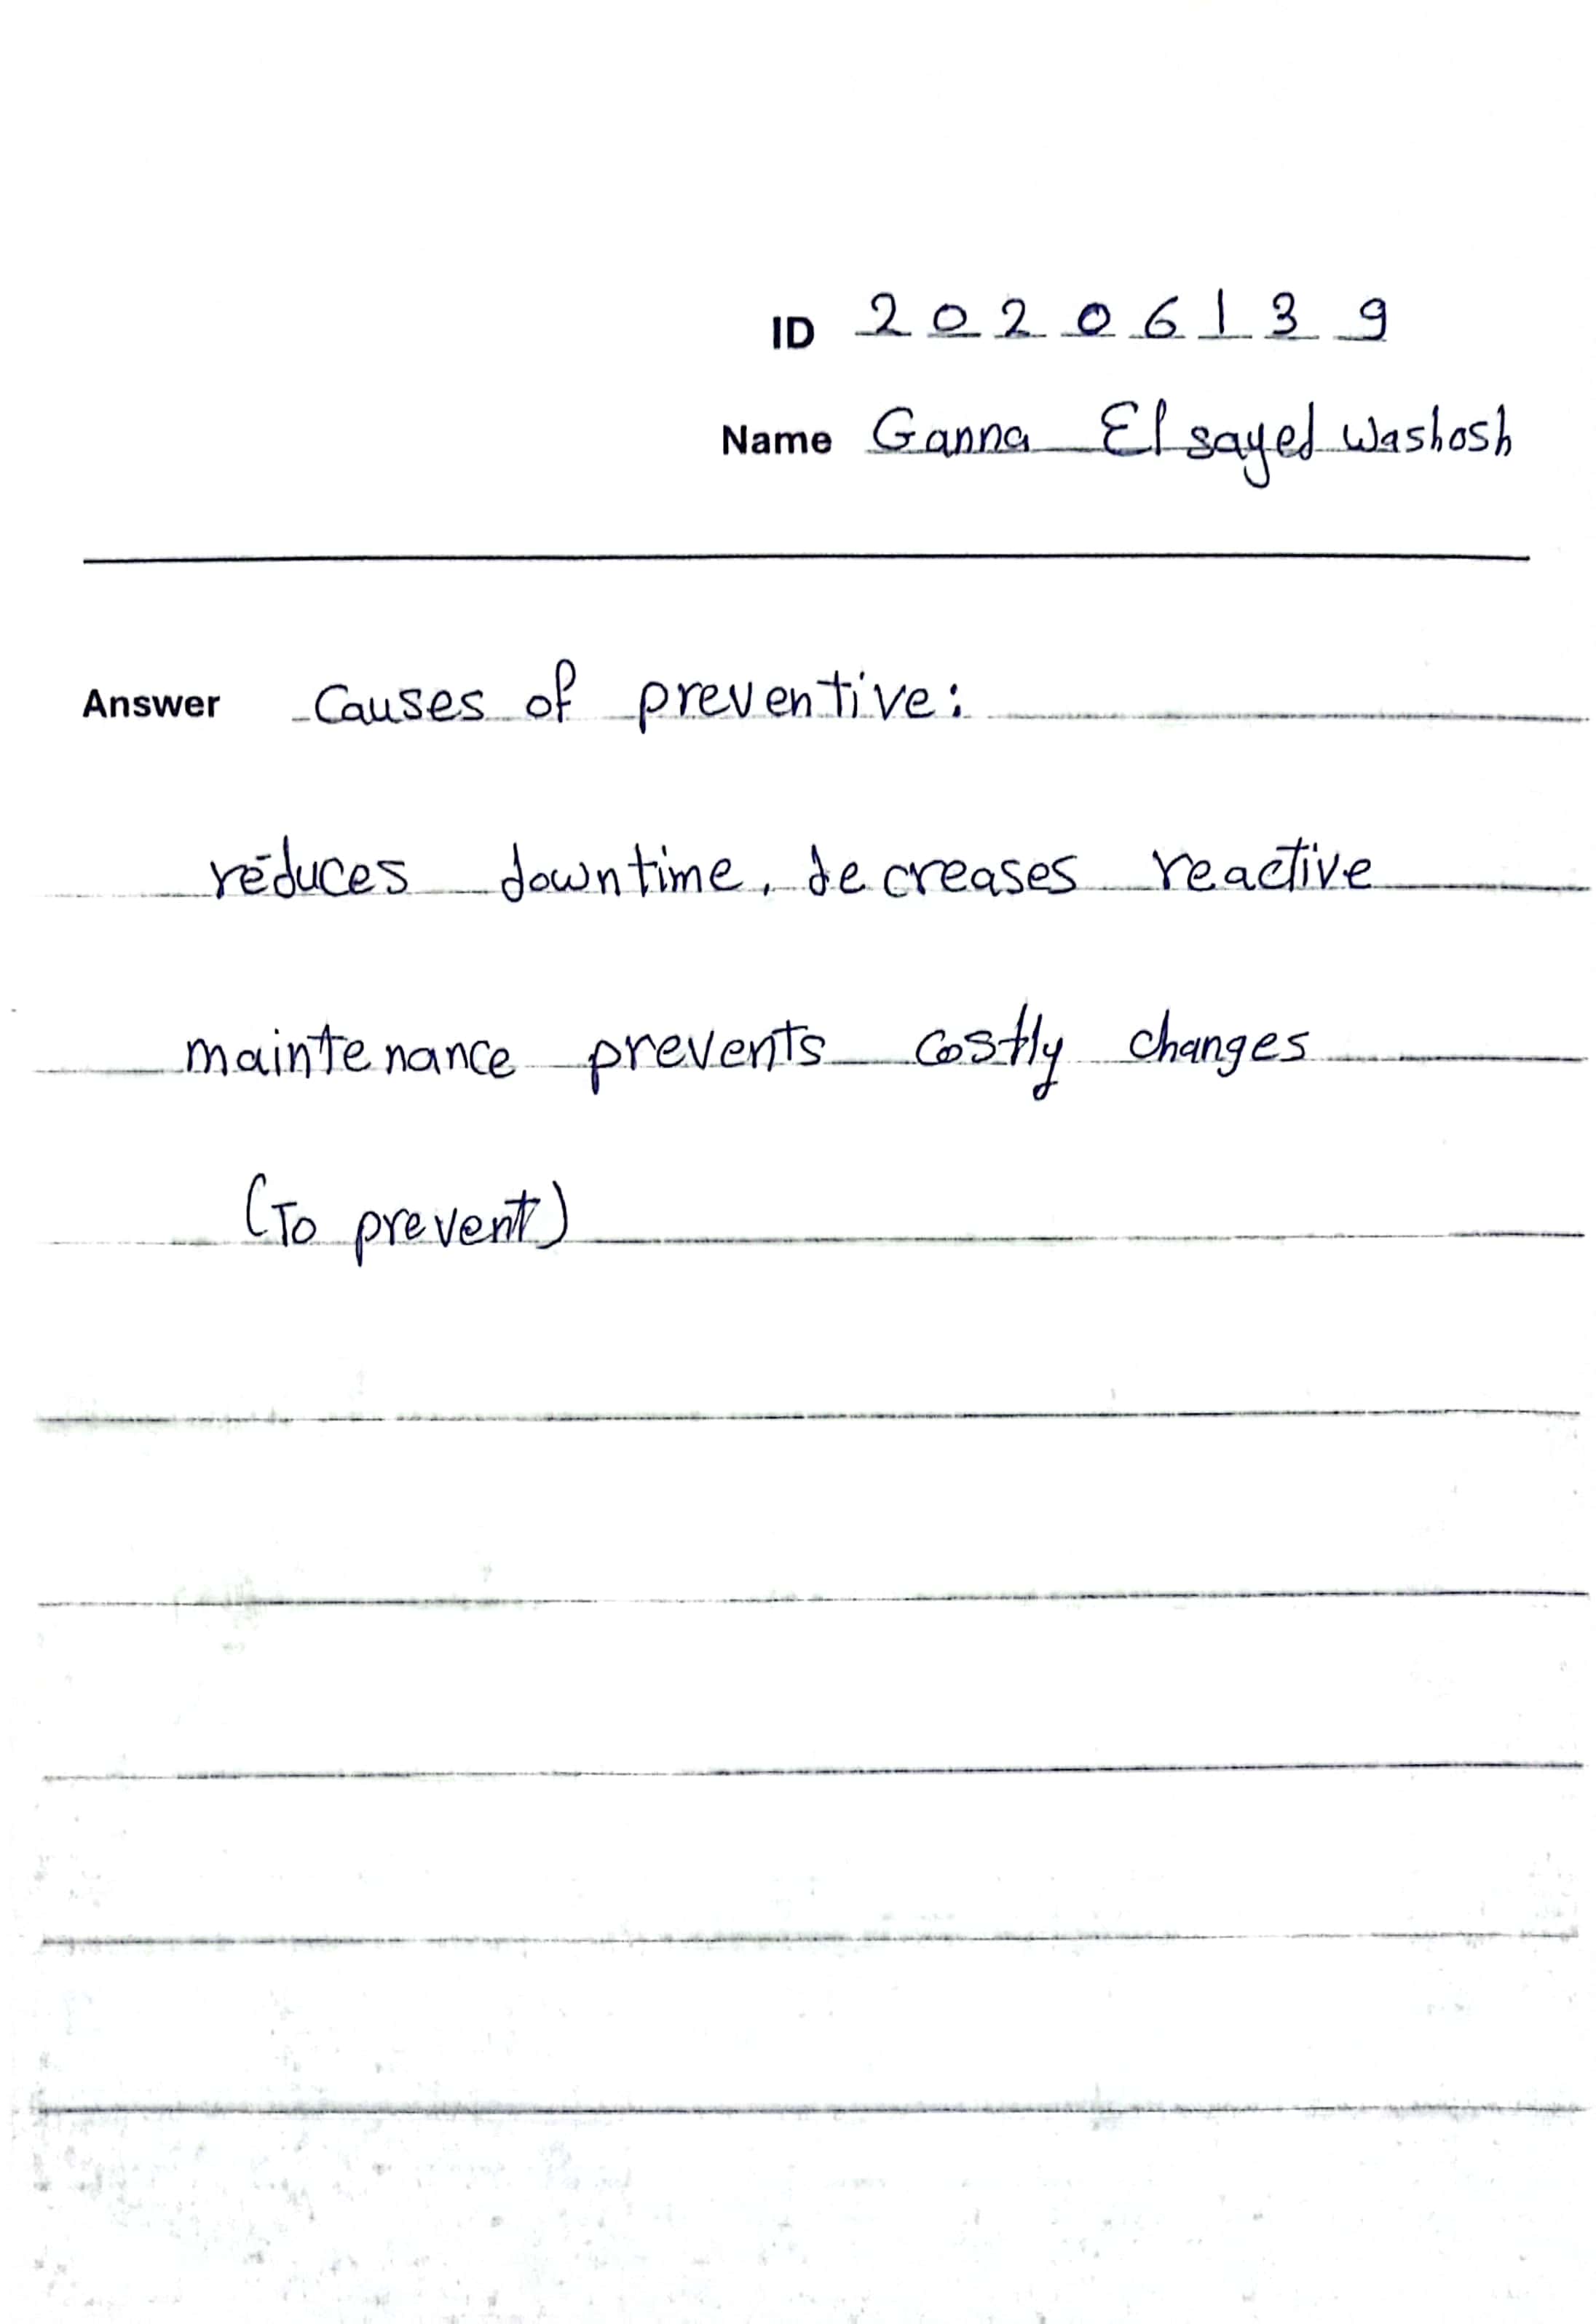 ID 20206139
Name Ganna El sayed washosh
Answer Causes of preventive:
reduces downtime, decreases reactive
maintenance prevents costly changes
(To prevent)